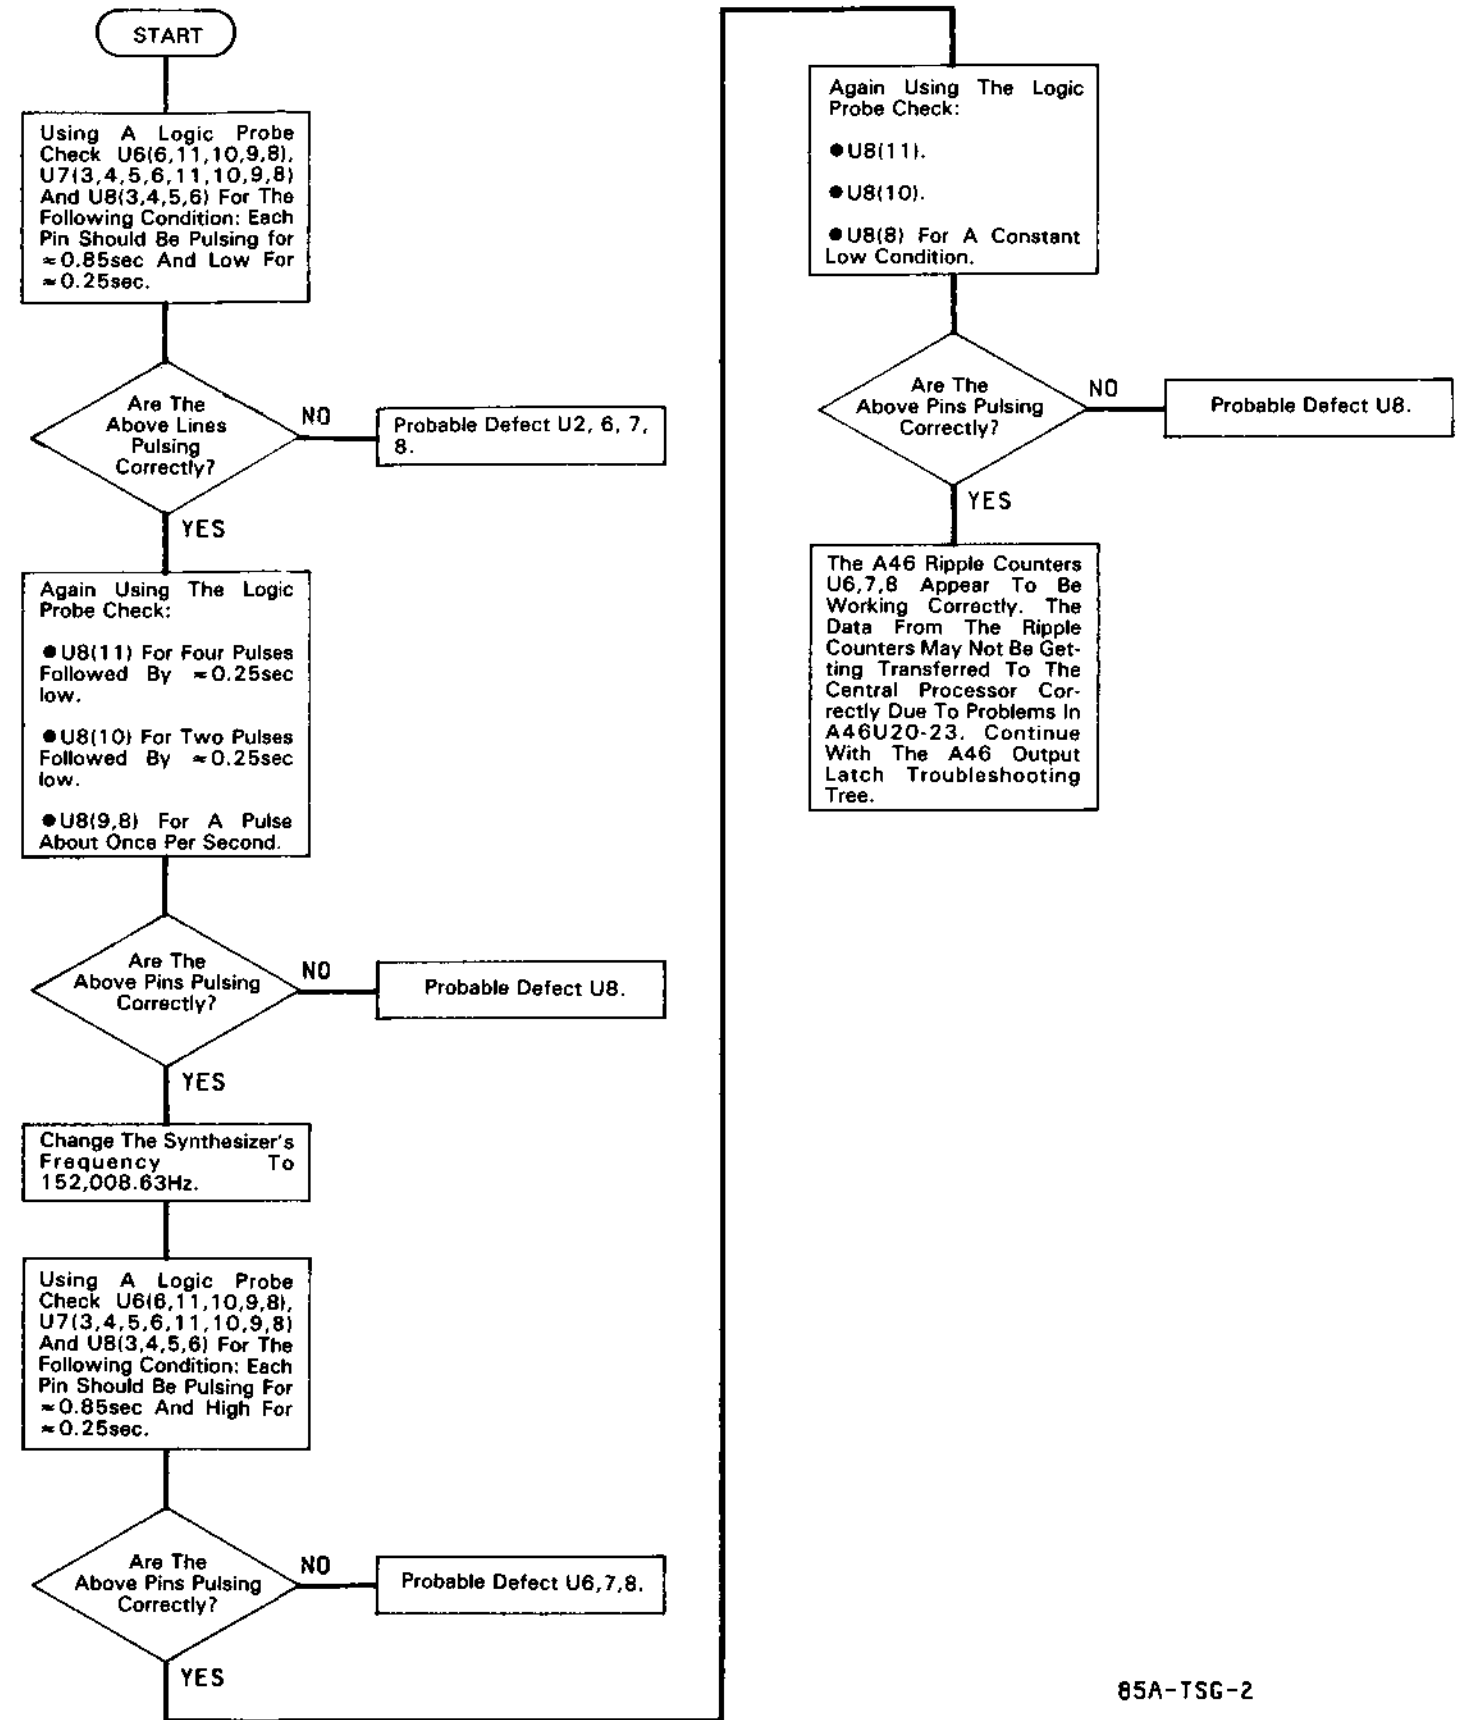 START
Using A Logic Probe
Check U6(6,11,10,9,8),
U7(3,4,5,6,11,10,9,8)
And U8(3,4,5,6) For The
Following Condition: Each
Pin Should Be Pulsing for
≈0.85sec And Low For
≈0.25sec.
Are The
Above Lines
Pulsing
Correctly?
NO
Probable Defect U2, 6, 7,
8.
YES
Again Using The Logic
Probe Check:
●U8(11) For Four Pulses
Followed By ≈0.25sec
low.
●U8(10) For Two Pulses
Followed By ≈0.25sec
low.
●U8(9,8) For A Pulse
About Once Per Second.
Are The
Above Pins Pulsing
Correctly?
NO
Probable Defect U8.
YES
Change The Synthesizer's
Frequency To
152,008.63Hz.
Using A Logic Probe
Check U6(6,11,10,9,8),
U7(3,4,5,6,11,10,9,8)
And U8(3,4,5,6) For The
Following Condition: Each
Pin Should Be Pulsing For
≈0.85sec And High For
≈0.25sec.
Are The
Above Pins Pulsing
Correctly?
NO
Probable Defect U6,7,8.
YES
Again Using The Logic
Probe Check:
●U8(11).
●U8(10).
●U8(8) For A Constant
Low Condition.
Are The
Above Pins Pulsing
Correctly?
NO
Probable Defect U8.
YES
The A46 Ripple Counters
U6,7,8 Appear To Be
Working Correctly. The
Data From The Ripple
Counters May Not Be Get-
ting Transferred To The
Central Processor Cor-
rectly Due To Problems In
A46U20-23. Continue
With The A46 Output
Latch Troubleshooting
Tree.
85A-TSG-2